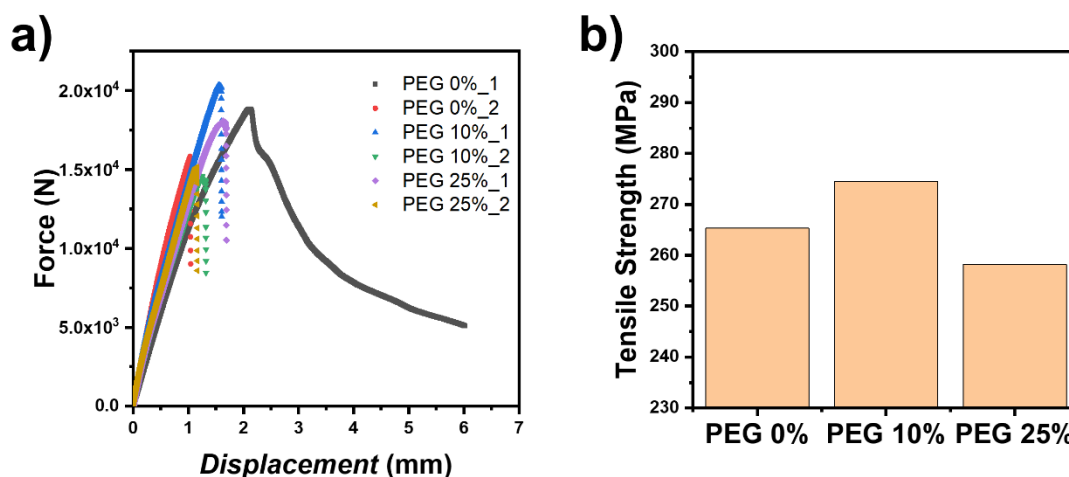 a)
2.0x10⁴
1.5x10⁴
1.0x10⁴
5.0x10³
0.0
Force (N)
0 1 2 3 4 5 6 7
Displacement (mm)
PEG 0%_1
PEG 0%_2
PEG 10%_1
PEG 10%_2
PEG 25%_1
PEG 25%_2
b)
300
290
280
270
260
250
240
230
Tensile Strength (MPa)
PEG 0% PEG 10% PEG 25%